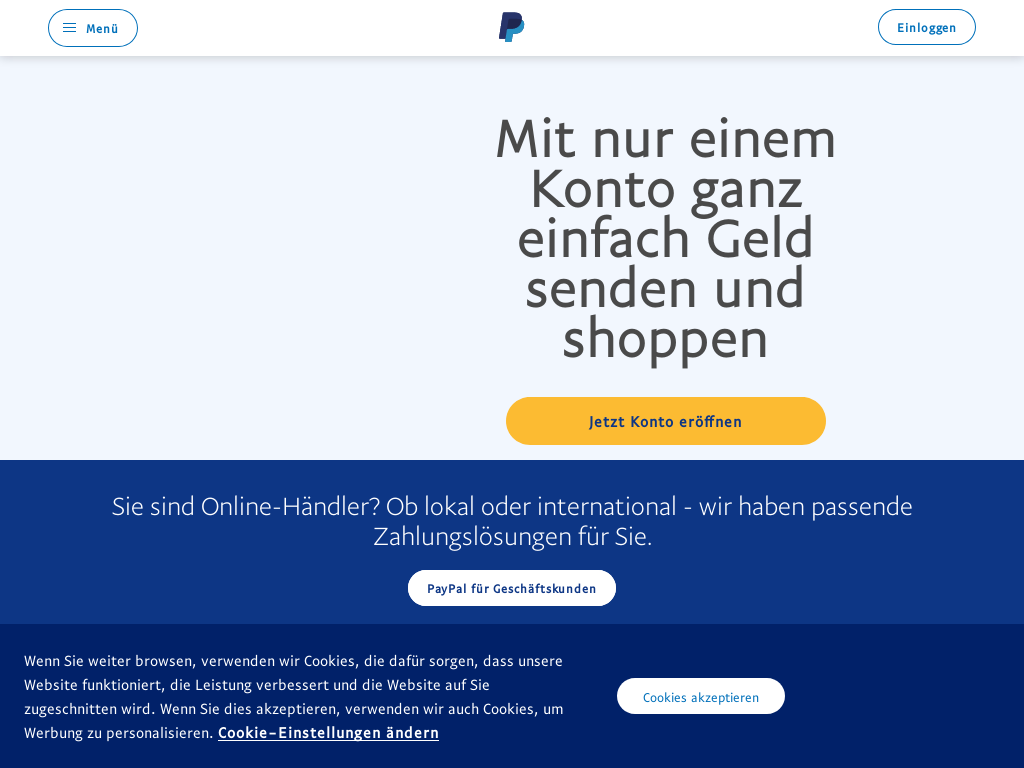 Menü
Einloggen
Mit nur einem
Konto ganz
einfach Geld
senden und
shoppen
Jetzt Konto eröffnen
Sie sind Online-Händler? Ob lokal oder international - wir haben passende
Zahlungslösungen für Sie.
PayPal für Geschäftskunden
Wenn Sie weiter browsen, verwenden wir Cookies, die dafür sorgen, dass unsere
Website funktioniert, die Leistung verbessert und die Website auf Sie
zugeschnitten wird. Wenn Sie dies akzeptieren, verwenden wir auch Cookies, um
Werbung zu personalisieren. Cookie-Einstellungen ändern
Cookies akzeptieren